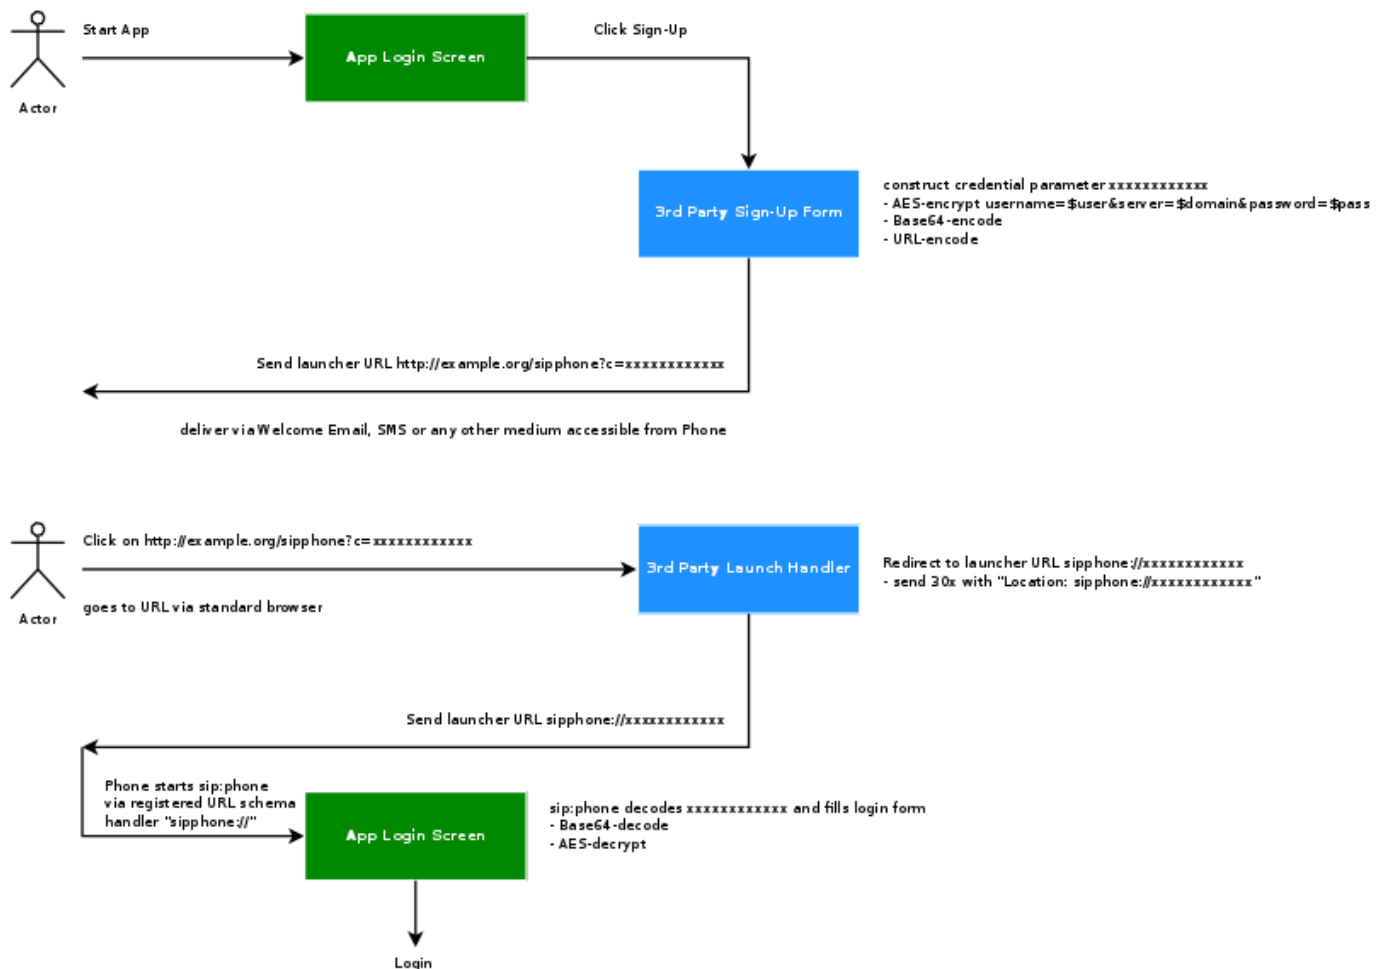 Start App
Click Sign-Up
App Login Screen
Actor
3rd Party Sign-Up Form
construct credential parameter xxxxxxxxxxxx
- AES-encrypt username=$user&server=$domain&password=$pass
- Base64-encode
- URL-encode
Send launcher URL http://example.org/sipphone?c=xxxxxxxxxxxx
deliver via Welcome Email, SMS or any other medium accessible from Phone
Click on http://example.org/sipphone?c=xxxxxxxxxxxx
Actor
goes to URL via standard browser
3rd Party Launch Handler
Redirect to launcher URL sipphone://xxxxxxxxxxxx
- send 30x with "Location: sipphone://xxxxxxxxxxxx"
Send launcher URL sipphone://xxxxxxxxxxxx
Phone starts sip:phone
via registered URL schema
handler "sipphone://"
App Login Screen
sip:phone decodes xxxxxxxxxxxx and fills login form
- Base64-decode
- AES-decrypt
Login